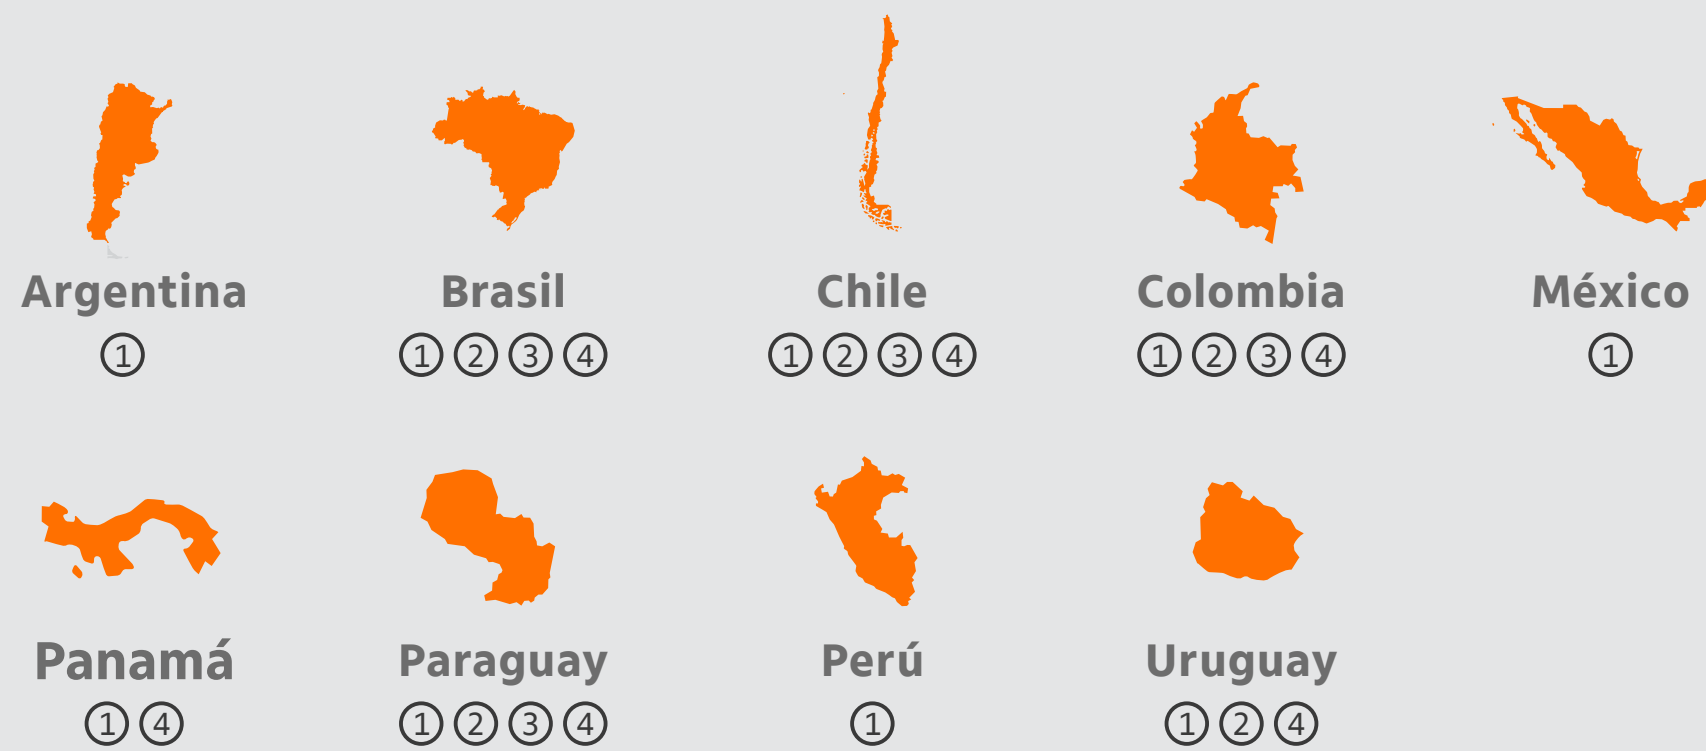 Argentina Brasil Chile Colombia México
① ①②③④ ①②③④ ①②③④ ①
Panamá Paraguay Perú Uruguay
①④ ①②③④ ① ①②④